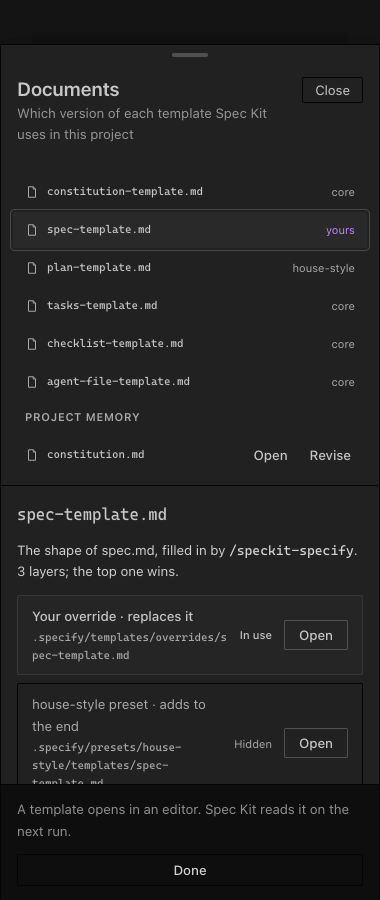 Documents
Close
Which version of each template Spec Kit
uses in this project
constitution-template.md core
spec-template.md yours
plan-template.md house-style
tasks-template.md core
checklist-template.md core
agent-file-template.md core
PROJECT MEMORY
constitution.md Open Revise
spec-template.md
The shape of spec.md, filled in by /speckit-specify.
3 layers; the top one wins.
Your override · replaces it
.specify/templates/overrides/s
pec-template.md
In use Open
house-style preset · adds to
the end
.specify/presets/house-
style/templates/spec-
template.md
Hidden Open
A template opens in an editor. Spec Kit reads it on the
next run.
Done